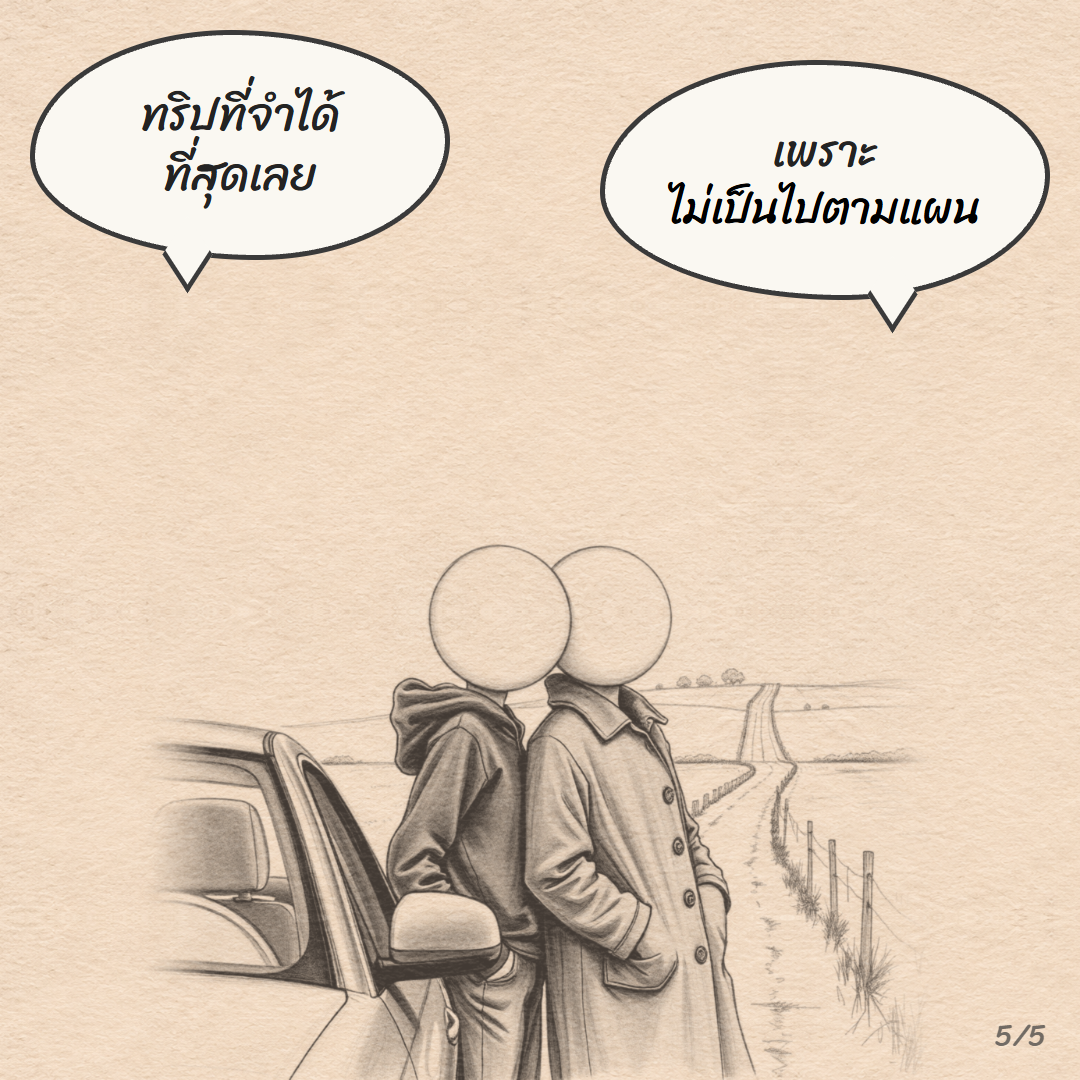 ทริปที่จำได้
ที่สุดเลย
เพราะ
ไม่เป็นไปตามแผน
5/5